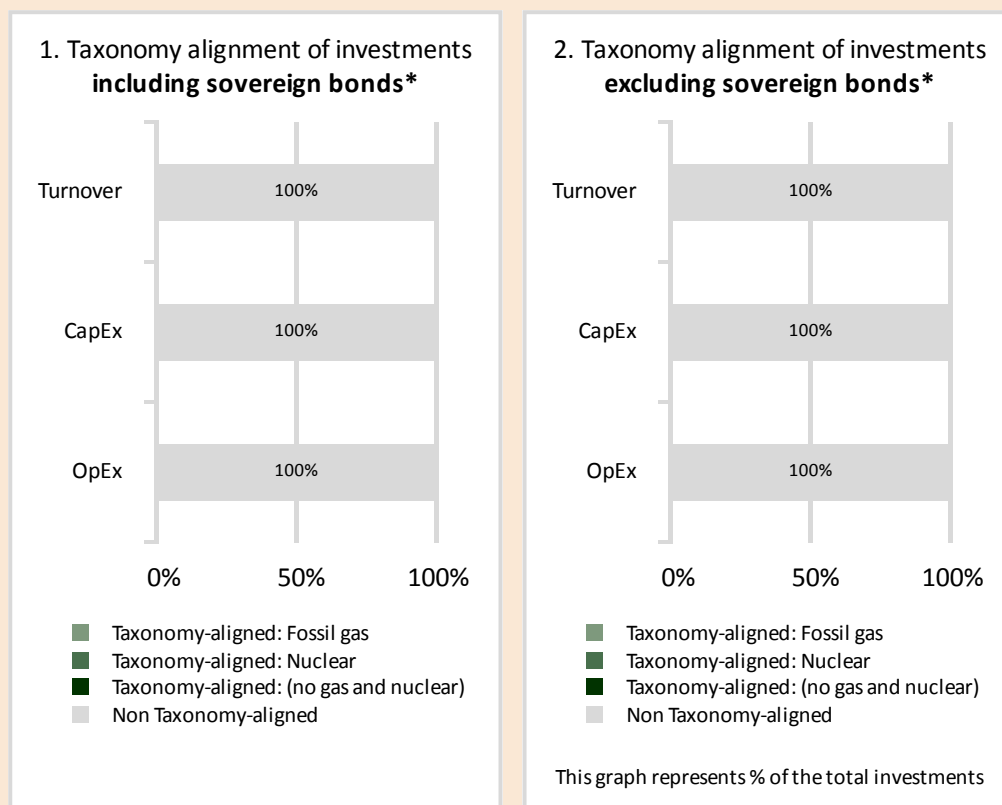 1. Taxonomy alignment of investments
including sovereign bonds*
Turnover
100%
CapEx
100%
OpEx
100%
0% 50% 100%
Taxonomy-aligned: Fossil gas
Taxonomy-aligned: Nuclear
Taxonomy-aligned: (no gas and nuclear)
Non Taxonomy-aligned
2. Taxonomy alignment of investments
excluding sovereign bonds*
Turnover
100%
CapEx
100%
OpEx
100%
0% 50% 100%
Taxonomy-aligned: Fossil gas
Taxonomy-aligned: Nuclear
Taxonomy-aligned: (no gas and nuclear)
Non Taxonomy-aligned
This graph represents % of the total investments